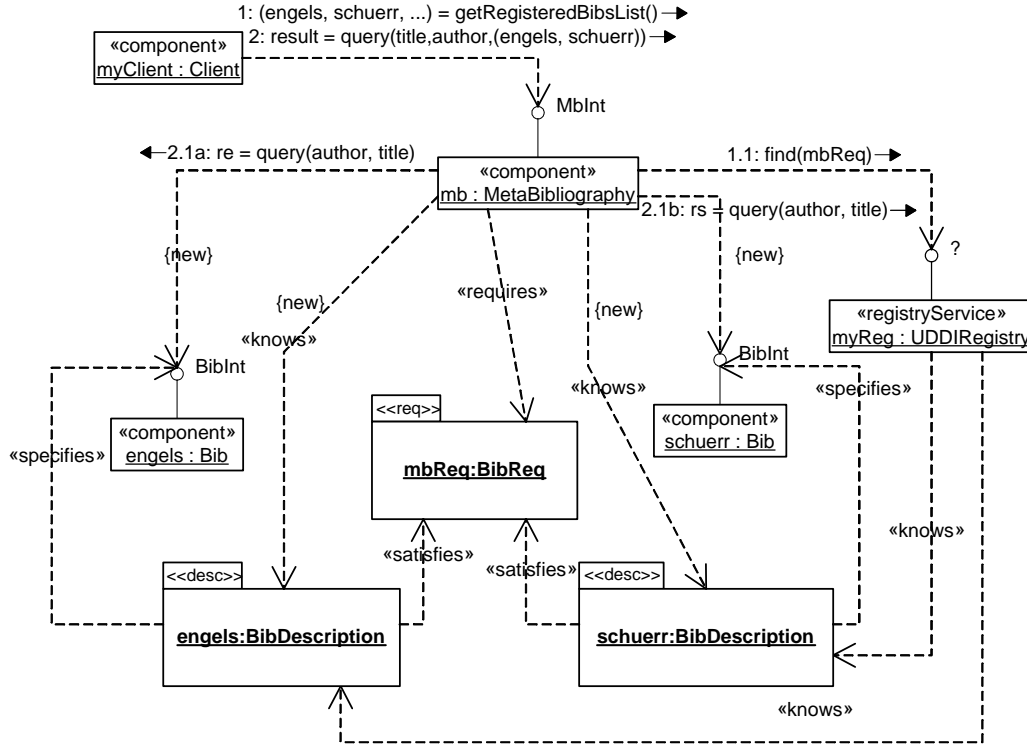 1: (engels, schuerr, ...) = getRegisteredBibsList()
2: result = query(title,author,(engels, schuerr))
«component»
myClient : Client
MbInt
2.1a: re = query(author, title)
1.1: find(mbReq)
«component»
mb : MetaBibliography
2.1b: rs = query(author, title)
{new}
{new}
?
{new}
«requires»
{new}
«registryService»
myReg : UDDIRegistry
«knows»
BibInt
BibInt
«knows»
«specifies»
<<req>>
«component»
engels : Bib
«component»
schuerr : Bib
«specifies»
mbReq:BibReq
«knows»
«satisfies»
«satisfies»
<<desc>>
<<desc>>
engels:BibDescription
schuerr:BibDescription
«knows»